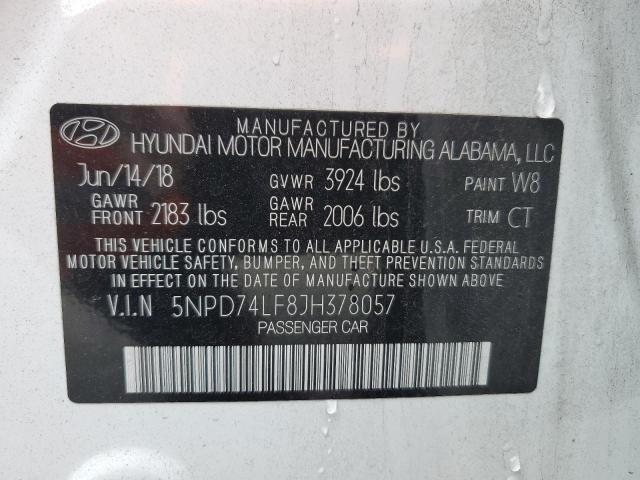 MANUFACTURED BY
HYUNDAI MOTOR MANUFACTURING ALABAMA, LLC
Jun/14/18 GVWR 3924 lbs PAINT W8
GAWR FRONT 2183 lbs GAWR REAR 2006 lbs TRIM CT
THIS VEHICLE CONFORMS TO ALL APPLICABLE U.S.A. FEDERAL
MOTOR VEHICLE SAFETY, BUMPER, AND THEFT PREVENTION STANDARDS
IN EFFECT ON THE DATE OF MANUFACTURE SHOWN ABOVE.
V.I.N 5NPD74LF8JH378057
PASSENGER CAR